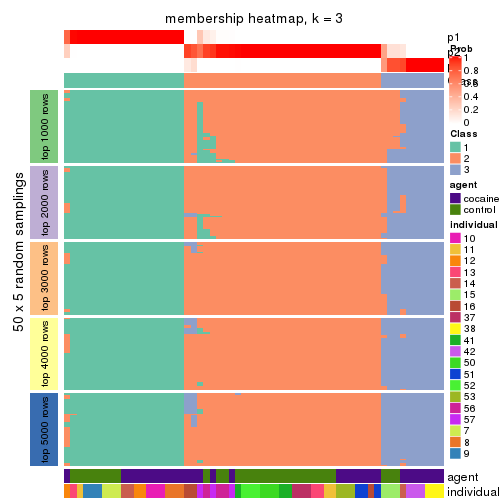 membership heatmap, k = 3
p1
p2
Prob
1
0.8
0.6
0.4
0.2
0
Class
1
2
3
agent
cocaine
control
individual
10
11
12
13
14
15
16
37
38
41
42
50
51
52
53
56
57
7
8
9
50 x 5 random samplings
top 1000 rows
top 2000 rows
top 3000 rows
top 4000 rows
top 5000 rows
agent
individual